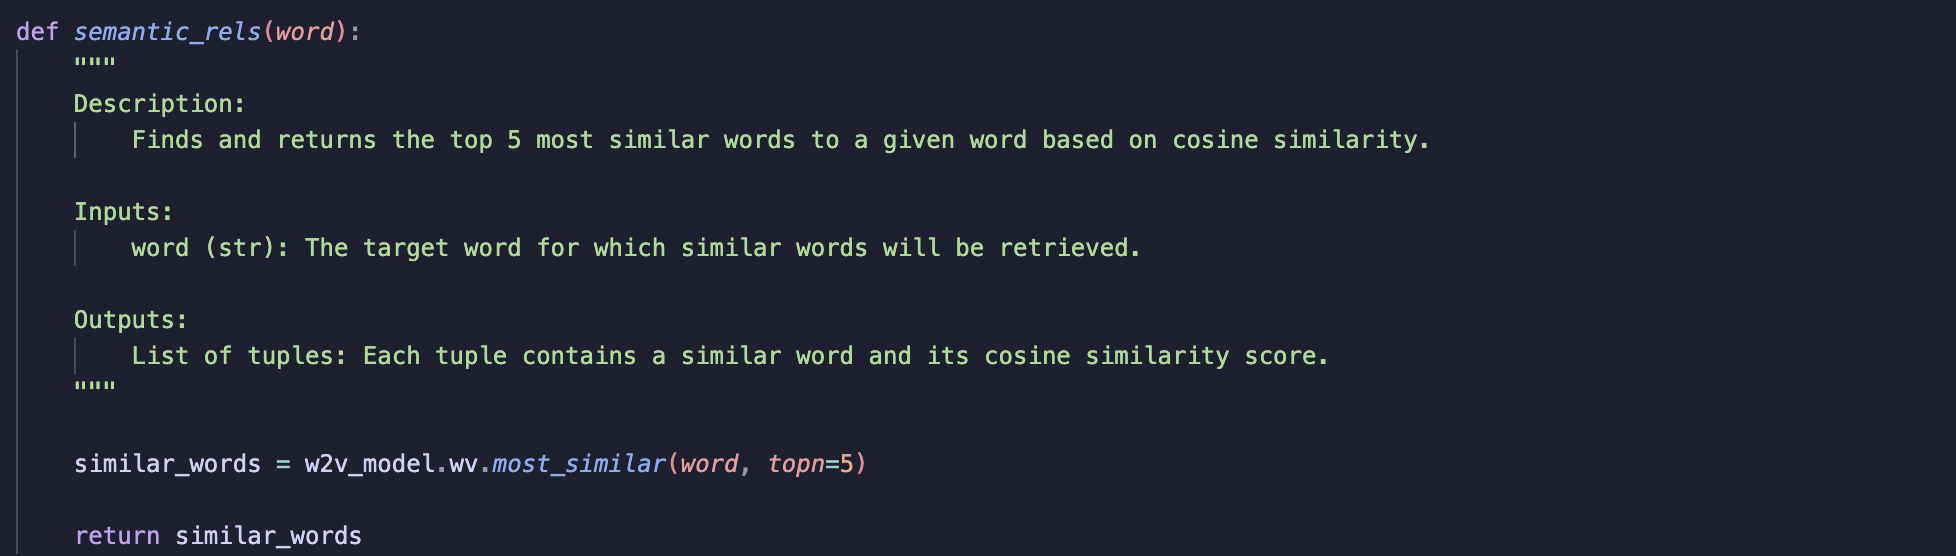 def semantic_rels(word):
"""
Description:
Finds and returns the top 5 most similar words to a given word based on cosine similarity.
Inputs:
word (str): The target word for which similar words will be retrieved.
Outputs:
List of tuples: Each tuple contains a similar word and its cosine similarity score.
"""
similar_words = w2v_model.wv.most_similar(word, topn=5)
return similar_words